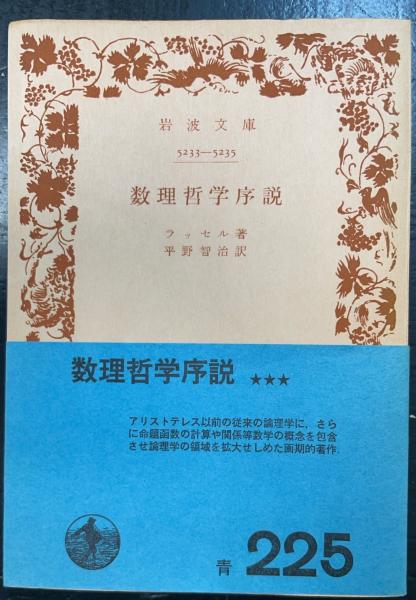 岩波文庫
5233—5235
数理哲学序説
ラッセル著
平野智治訳
数理哲学序説 ★★★
アリストテレス以前の従来の論理学に，さら
に命題函数の計算や関係等数学の概念を包含
させ論理学の領域を拡大せしめた画期的著作．
青 225